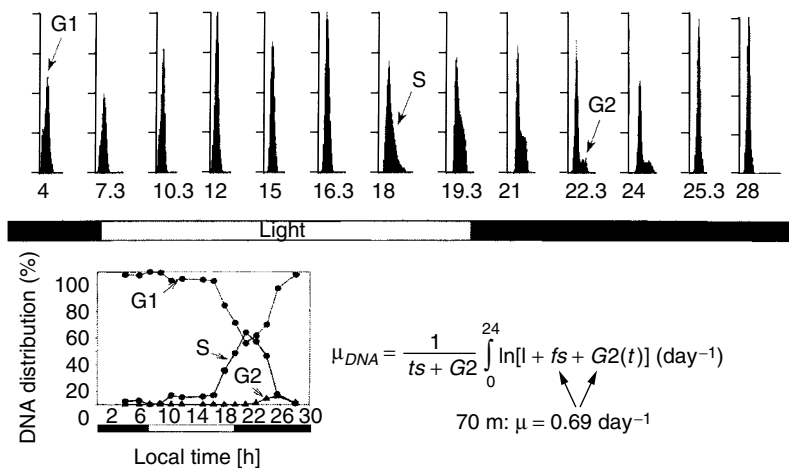 G1
S
G2
4 7.3 10.3 12 15 16.3 18 19.3 21 22.3 24 25.3 28
Light
DNA distribution (%)
100
80
60
40
20
G1
S
G2
2 6 10 14 18 22 26 30
Local time [h]
μDNA = 1 / ts + G2 ∫ 0 24 ln[l + fs + G2(t)] (day⁻¹)
70 m: μ = 0.69 day⁻¹